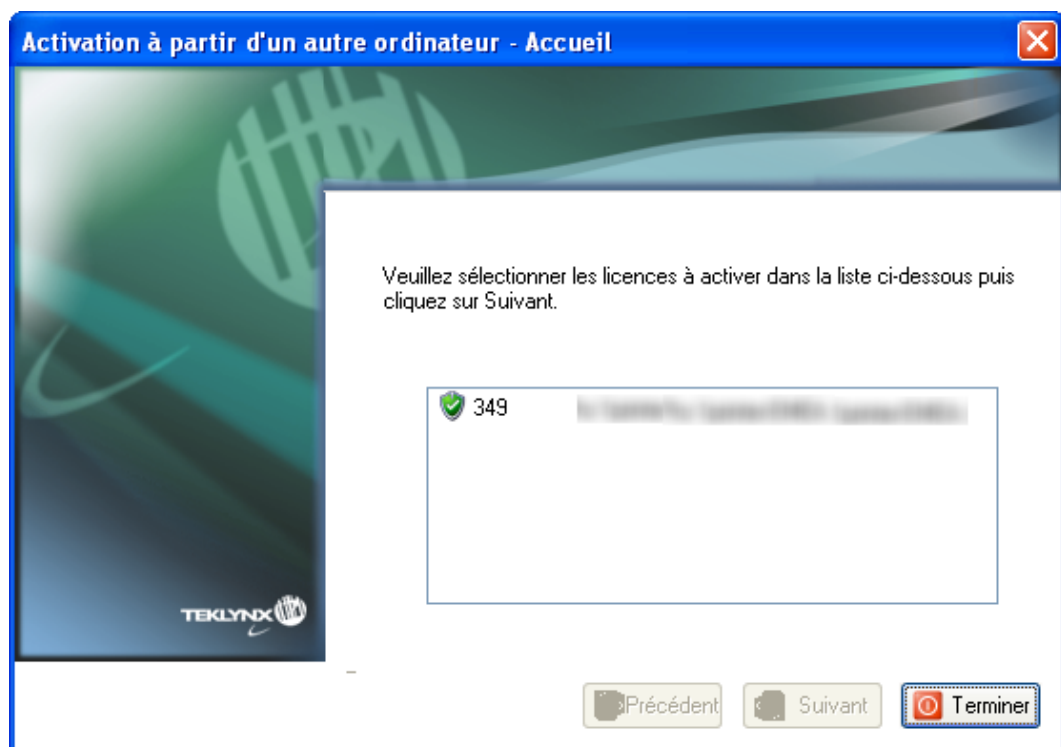 Activation à partir d'un autre ordinateur - Accueil
Veuillez sélectionner les licences à activer dans la liste ci-dessous puis
cliquez sur Suivant.
349
TEKLYNX
Précédent
Suivant
Terminer